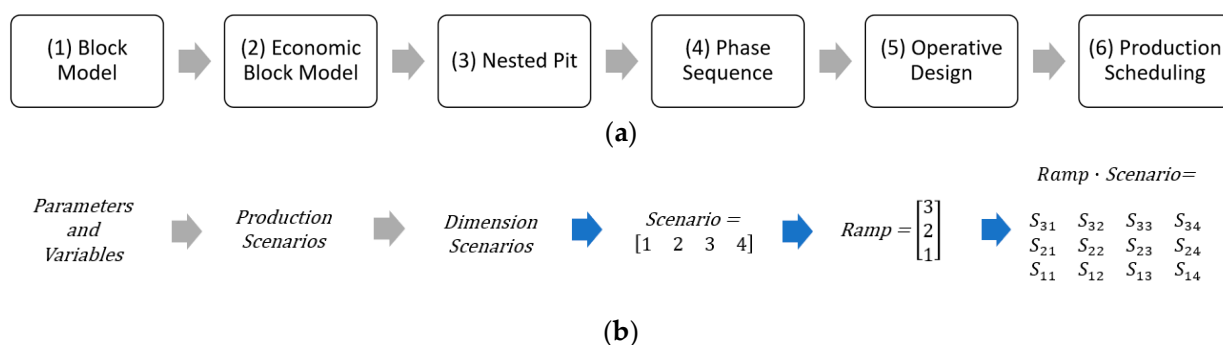 (1) Block
Model
(2) Economic
Block Model
(3) Nested Pit
(4) Phase
Sequence
(5) Operative
Design
(6) Production
Scheduling
(a)
Parameters
and
Variables
Production
Scenarios
Dimension
Scenarios
Scenario =
[1 2 3 4]
Ramp = [3
2
1]
Ramp · Scenario=
S₃₁ S₃₂ S₃₃ S₃₄
S₂₁ S₂₂ S₂₃ S₂₄
S₁₁ S₁₂ S₁₃ S₁₄
(b)